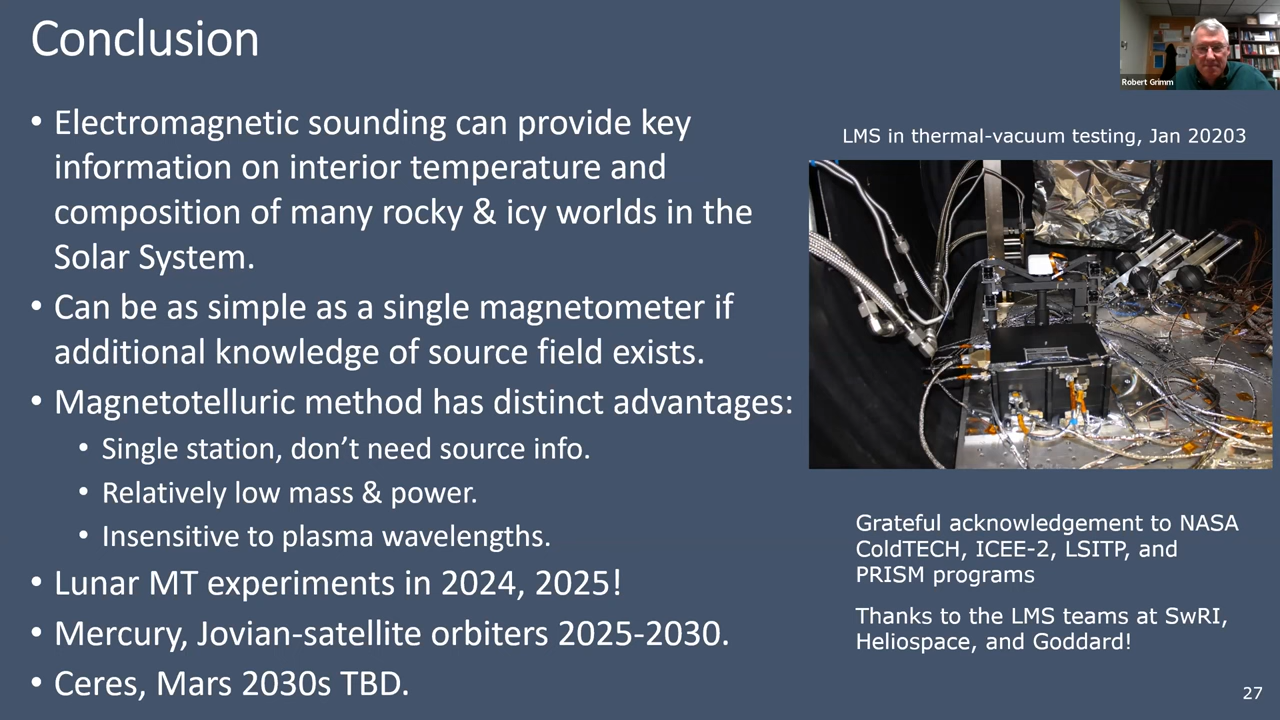 Conclusion
• Electromagnetic sounding can provide key
information on interior temperature and
composition of many rocky & icy worlds in the
Solar System.
• Can be as simple as a single magnetometer if
additional knowledge of source field exists.
• Magnetotelluric method has distinct advantages:
• Single station, don't need source info.
• Relatively low mass & power.
• Insensitive to plasma wavelengths.
• Lunar MT experiments in 2024, 2025!
• Mercury, Jovian-satellite orbiters 2025-2030.
• Ceres, Mars 2030s TBD.
Robert Grimm
LMS in thermal-vacuum testing, Jan 20203
Grateful acknowledgement to NASA
ColdTECH, ICEE-2, LSITP, and
PRISM programs
Thanks to the LMS teams at SwRI,
Heliospace, and Goddard!
27